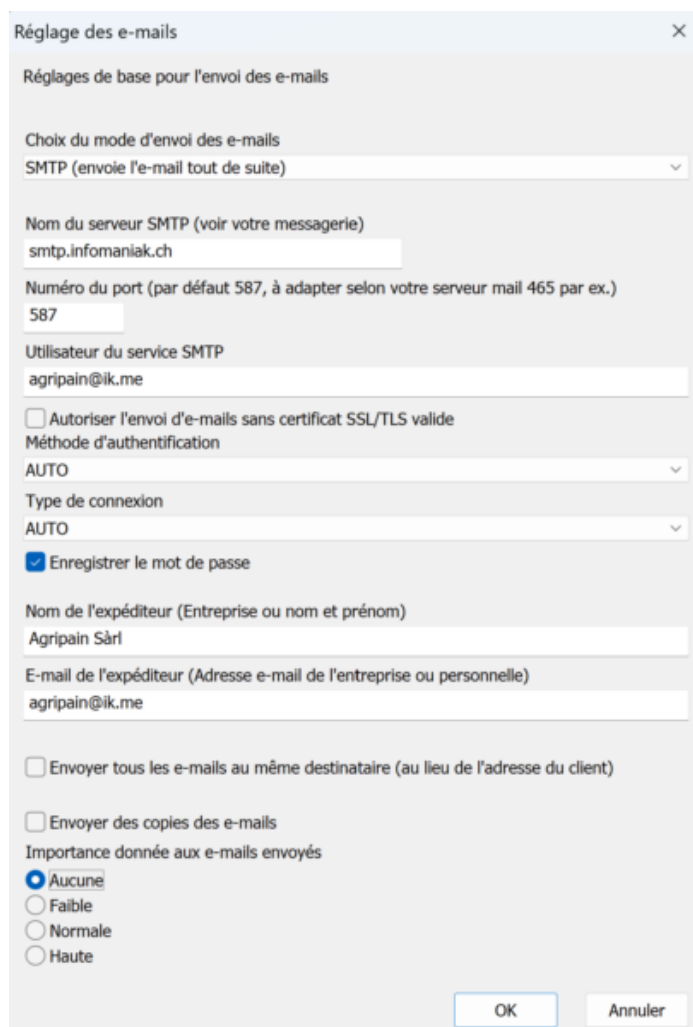 Réglage des e-mails
Réglages de base pour l'envoi des e-mails
Choix du mode d'envoi des e-mails
SMTP (envoie l'e-mail tout de suite)
Nom du serveur SMTP (voir votre messagerie)
smtp.infomaniak.ch
Numéro du port (par défaut 587, à adapter selon votre serveur mail 465 par ex.)
587
Utilisateur du service SMTP
agripain@ik.me
Autoriser l'envoi d'e-mails sans certificat SSL/TLS valide
Méthode d'authentification
AUTO
Type de connexion
AUTO
Enregistrer le mot de passe
Nom de l'expéditeur (Entreprise ou nom et prénom)
Agripain Sàrl
E-mail de l'expéditeur (Adresse e-mail de l'entreprise ou personnelle)
agripain@ik.me
Envoyer tous les e-mails au même destinataire (au lieu de l'adresse du client)
Envoyer des copies des e-mails
Importance donnée aux e-mails envoyés
Aucune
Faible
Normale
Haute
OK Annuler